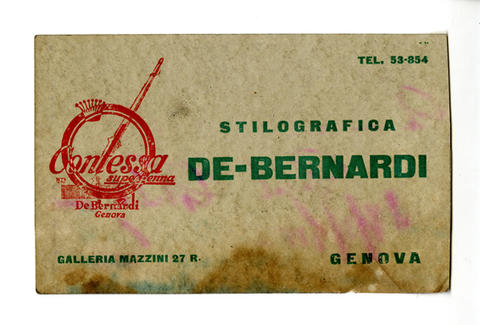 TEL. 53-854
Contessa
superpenna
De Bernardi
Genova
STILOGRAFICA
DE-BERNARDI
GALLERIA MAZZINI 27 R.
GENOVA